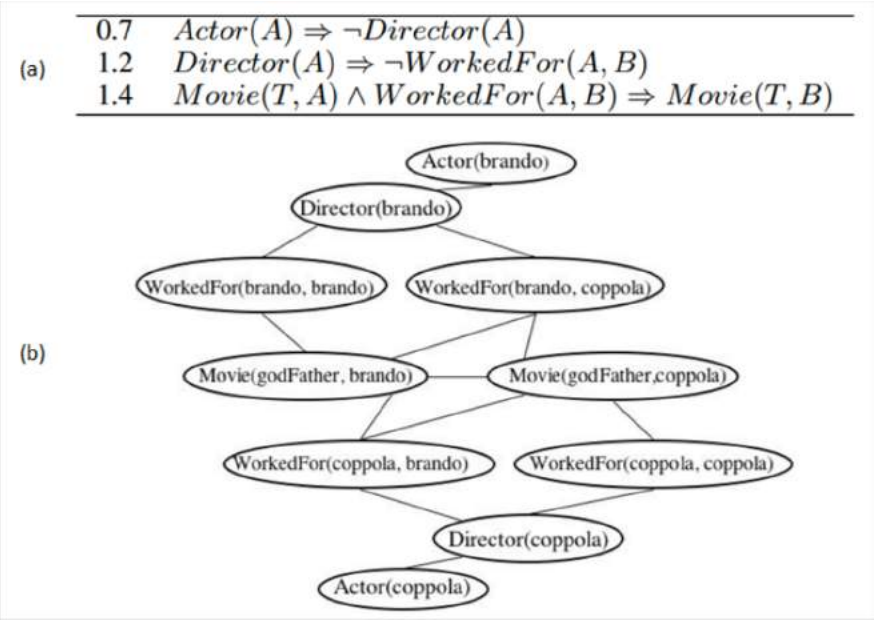 (a)
0.7 Actor(A) ⇒ ¬Director(A)
1.2 Director(A) ⇒ ¬WorkedFor(A, B)
1.4 Movie(T, A) ∧ WorkedFor(A, B) ⇒ Movie(T, B)
(b)
Actor(brando)
Director(brando)
WorkedFor(brando, brando) WorkedFor(brando, coppola)
Movie(godFather, brando) Movie(godFather,coppola)
WorkedFor(coppola, brando) WorkedFor(coppola, coppola)
Director(coppola)
Actor(coppola)